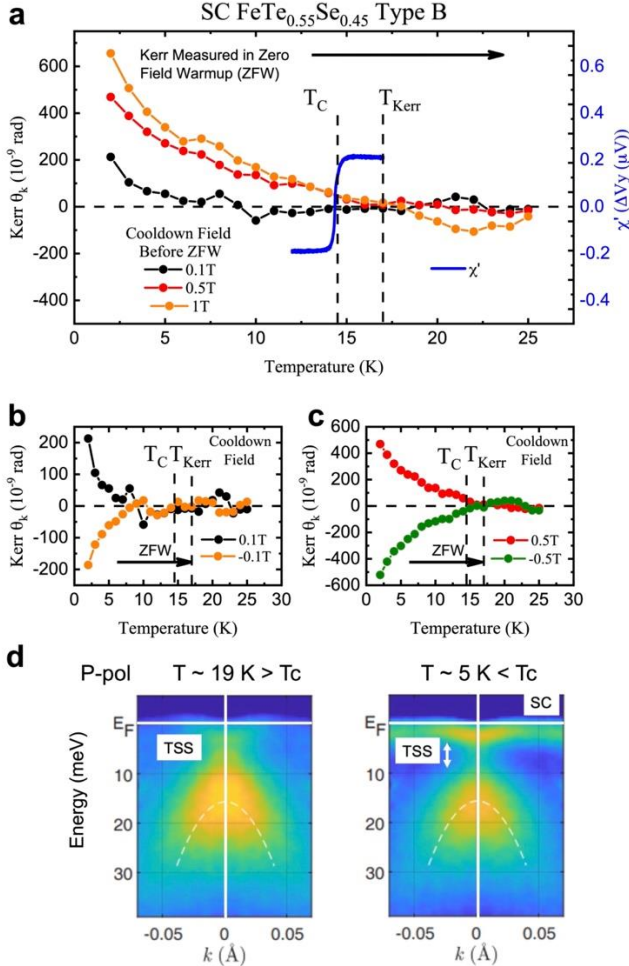 a
SC FeTe0.55Se0.45 Type B
Kerr Measured in Zero
Field Warmup (ZFW)
TC
TKerr
600
400
200
0
-200
-400
Kerr θk (10-9 rad)
0.6
0.4
0.2
0.0
-0.2
-0.4
χ' (ΔVy (μV))
Cooldown Field
Before ZFW
0.1T
0.5T
1T
χ'
0 5 10 15 20 25
Temperature (K)
b
200
100
0
-100
-200
Kerr θk (10-9 rad)
TC TKerr
Cooldown
Field
ZFW
0.1T
-0.1T
0 5 10 15 20 25 30
Temperature (K)
c
600
400
200
0
-200
-400
-600
Kerr θk (10-9 rad)
TC TKerr
Cooldown
Field
ZFW
0.5T
-0.5T
0 5 10 15 20 25 30
Temperature (K)
d
P-pol
T ~ 19 K > Tc
T ~ 5 K < Tc
EF
10
20
30
Energy (meV)
TSS
-0.05 0 0.05
k (Å)
SC
EF
10
20
30
TSS
-0.05 0 0.05
k (Å)